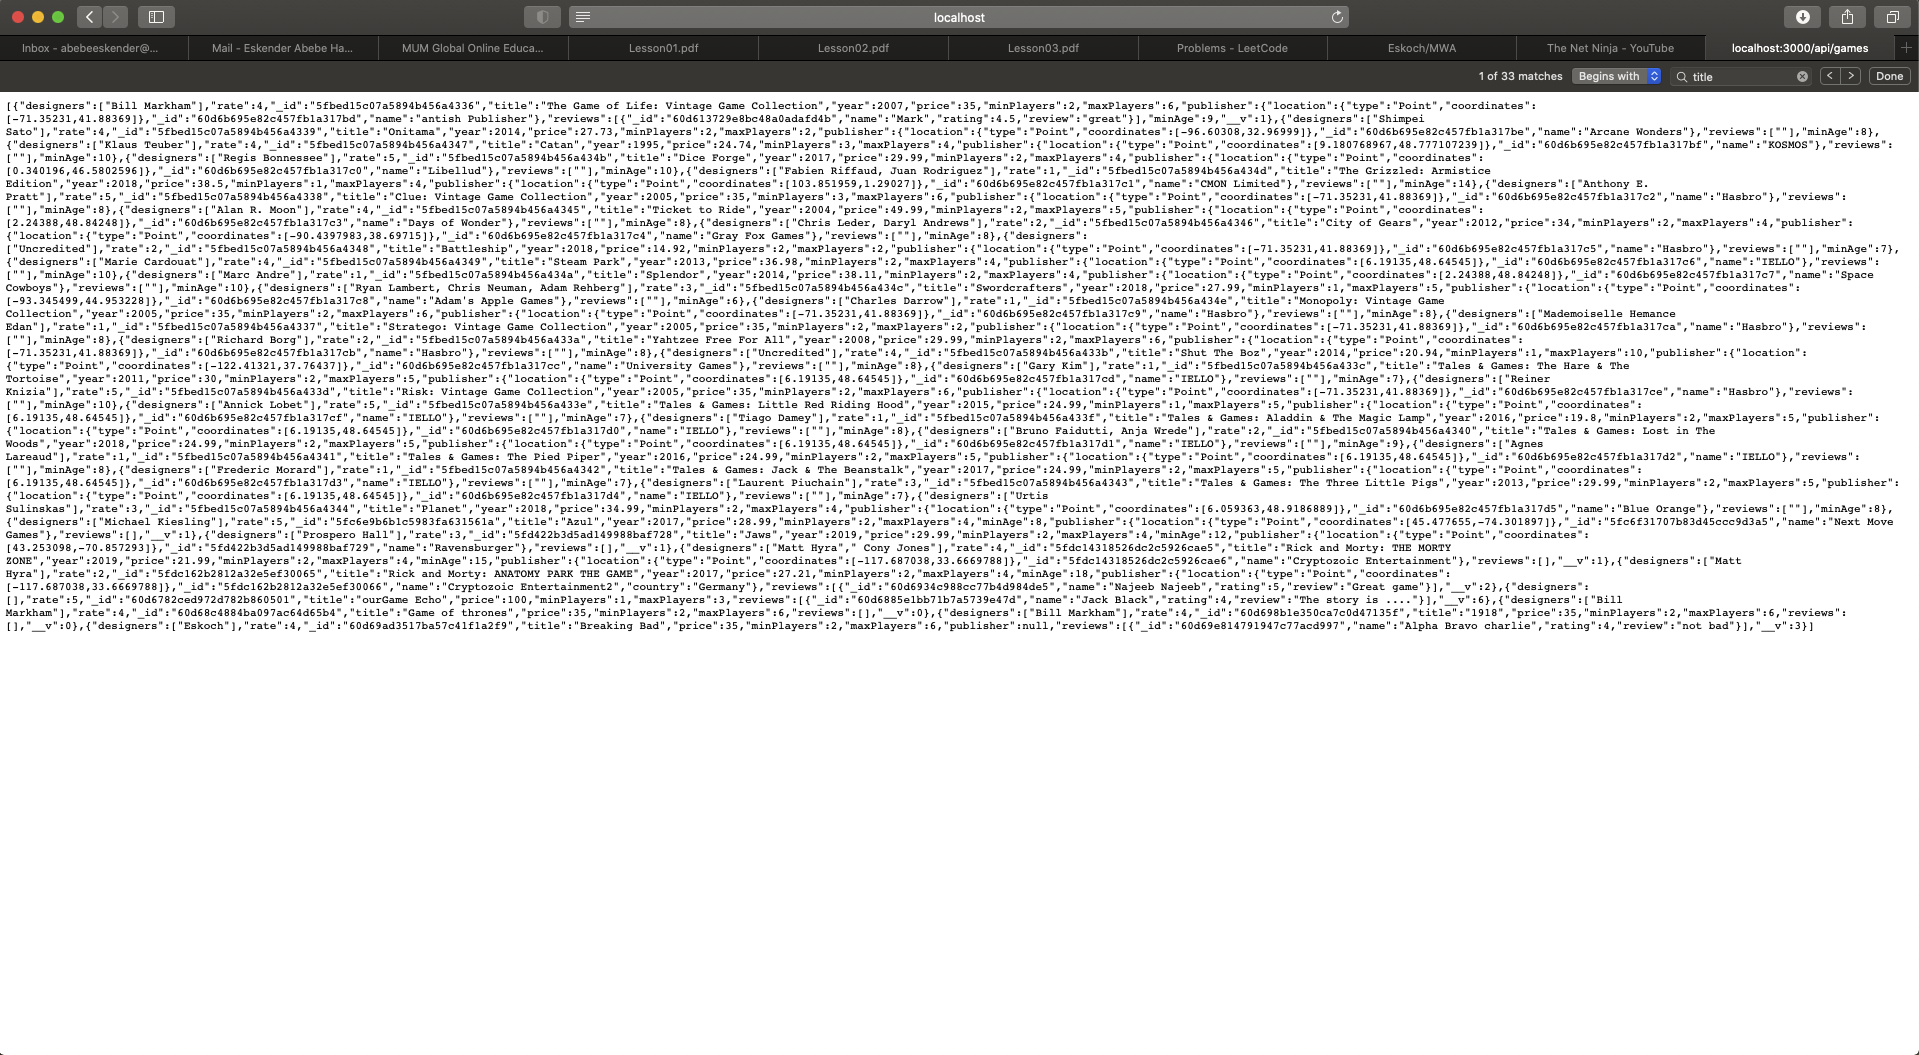 localhost
Inbox - abebeeskender@...
Mail - Eskender Abebe Ha...
MUM Global Online Educa...
Lesson01.pdf
Lesson02.pdf
Lesson03.pdf
Problems - LeetCode
Eskoch/MWA
The Net Ninja - YouTube
localhost:3000/api/games
1 of 33 matches
Begins with
title
Done
[{"designers":["Bill Markham"],"rate":4,"_id":"5fbed15c07a5894b456a4336","title":"The Game of Life: Vintage Game Collection","year":2007,"price":35,"minPlayers":2,"maxPlayers":6,"publisher":{"location":{"type":"Point","coordinates":
[-71.35231,41.88369]},"_id":"60d6b695e82c457fb1a317bd","name":"antish Publisher"},"reviews":[{"_id":"60d613729e8bc48a0adafd4b","name":"Mark","rating":4.5,"review":"great"}],"minAge":9,"__v":1},{"designers":["Shimpei
Sato"],"rate":4,"_id":"5fbed15c07a5894b456a4339","title":"Onitama","year":2014,"price":27.73,"minPlayers":2,"maxPlayers":2,"publisher":{"location":{"type":"Point","coordinates":[-96.60308,32.96999]},"_id":"60d6b695e82c457fb1a317be","name":"Arcane Wonders"},"reviews":[""],"minAge":8},
{"designers":["Klaus Teuber"],"rate":4,"_id":"5fbed15c07a5894b456a4347","title":"Catan","year":1995,"price":24.74,"minPlayers":3,"maxPlayers":4,"publisher":{"location":{"type":"Point","coordinates":[9.180768967,48.777107239]},"_id":"60d6b695e82c457fb1a317bf","name":"KOSMOS"},"reviews":
[""],"minAge":10},{"designers":["Regis Bonnessee"],"rate":5,"_id":"5fbed15c07a5894b456a434b","title":"Dice Forge","year":2017,"price":29.99,"minPlayers":2,"maxPlayers":4,"publisher":{"location":{"type":"Point","coordinates":
[0.340196,46.5802596]},"_id":"60d6b695e82c457fb1a317c0","name":"Libellud"},"reviews":[""],"minAge":10},{"designers":["Fabien Riffaud, Juan Rodriguez"],"rate":1,"_id":"5fbed15c07a5894b456a434d","title":"The Grizzled: Armistice
Edition","year":2018,"price":38.5,"minPlayers":1,"maxPlayers":4,"publisher":{"location":{"type":"Point","coordinates":[103.851959,1.29027]},"_id":"60d6b695e82c457fb1a317c1","name":"CMON Limited"},"reviews":[""],"minAge":14},{"designers":["Anthony E.
Pratt"],"rate":5,"_id":"5fbed15c07a5894b456a4338","title":"Clue: Vintage Game Collection","year":2005,"price":35,"minPlayers":3,"maxPlayers":6,"publisher":{"location":{"type":"Point","coordinates":[-71.35231,41.88369]},"_id":"60d6b695e82c457fb1a317c2","name":"Hasbro"},"reviews":
[""],"minAge":8},{"designers":["Alan R. Moon"],"rate":4,"_id":"5fbed15c07a5894b456a4345","title":"Ticket to Ride","year":2004,"price":49.99,"minPlayers":2,"maxPlayers":5,"publisher":{"location":{"type":"Point","coordinates":
[2.24388,48.84248]},"_id":"60d6b695e82c457fb1a317c3","name":"Days of Wonder"},"reviews":[""],"minAge":8},{"designers":["Chris Leder, Daryl Andrews"],"rate":2,"_id":"5fbed15c07a5894b456a4346","title":"City of Gears","year":2012,"price":34,"minPlayers":2,"maxPlayers":4,"publisher":
{"location":{"type":"Point","coordinates":[-90.4397983,38.69715]},"_id":"60d6b695e82c457fb1a317c4","name":"Gray Fox Games"},"reviews":[""],"minAge":8},{"designers":
["Uncredited"],"rate":2,"_id":"5fbed15c07a5894b456a4348","title":"Battleship","year":2018,"price":14.92,"minPlayers":2,"maxPlayers":2,"publisher":{"location":{"type":"Point","coordinates":[-71.35231,41.88369]},"_id":"60d6b695e82c457fb1a317c5","name":"Hasbro"},"reviews":[""],"minAge":7},
{"designers":["Marie Cardouat"],"rate":4,"_id":"5fbed15c07a5894b456a4349","title":"Steam Park","year":2013,"price":36.98,"minPlayers":2,"maxPlayers":4,"publisher":{"location":{"type":"Point","coordinates":[6.19135,48.64545]},"_id":"60d6b695e82c457fb1a317c6","name":"IELLO"},"reviews":
[""],"minAge":10},{"designers":["Marc Andre"],"rate":1,"_id":"5fbed15c07a5894b456a434a","title":"Splendor","year":2014,"price":38.11,"minPlayers":2,"maxPlayers":4,"publisher":{"location":{"type":"Point","coordinates":[2.24388,48.84248]},"_id":"60d6b695e82c457fb1a317c7","name":"Space
Cowboys"},"reviews":[""],"minAge":10},{"designers":["Ryan Lambert, Chris Neuman, Adam Rehberg"],"rate":3,"_id":"5fbed15c07a5894b456a434c","title":"Swordcrafters","year":2018,"price":27.99,"minPlayers":1,"maxPlayers":5,"publisher":{"location":{"type":"Point","coordinates":
[-93.345499,44.953228]},"_id":"60d6b695e82c457fb1a317c8","name":"Adam's Apple Games"},"reviews":[""],"minAge":6},{"designers":["Charles Darrow"],"rate":1,"_id":"5fbed15c07a5894b456a434e","title":"Monopoly: Vintage Game
Collection","year":2005,"price":35,"minPlayers":2,"maxPlayers":6,"publisher":{"location":{"type":"Point","coordinates":[-71.35231,41.88369]},"_id":"60d6b695e82c457fb1a317c9","name":"Hasbro"},"reviews":[""],"minAge":8},{"designers":["Mademoiselle Hemance
Edan"],"rate":1,"_id":"5fbed15c07a5894b456a4337","title":"Stratego: Vintage Game Collection","year":2005,"price":35,"minPlayers":2,"maxPlayers":2,"publisher":{"location":{"type":"Point","coordinates":[-71.35231,41.88369]},"_id":"60d6b695e82c457fb1a317ca","name":"Hasbro"},"reviews":
[""],"minAge":8},{"designers":["Richard Borg"],"rate":2,"_id":"5fbed15c07a5894b456a433a","title":"Yahtzee Free For All","year":2008,"price":29.99,"minPlayers":2,"maxPlayers":6,"publisher":{"location":{"type":"Point","coordinates":
[-71.35231,41.88369]},"_id":"60d6b695e82c457fb1a317cb","name":"Hasbro"},"reviews":[""],"minAge":8},{"designers":["Uncredited"],"rate":4,"_id":"5fbed15c07a5894b456a433b","title":"Shut The Boz","year":2014,"price":20.94,"minPlayers":1,"maxPlayers":10,"publisher":{"location":
{"type":"Point","coordinates":[-122.41321,37.76437]},"_id":"60d6b695e82c457fb1a317cc","name":"University Games"},"reviews":[""],"minAge":8},{"designers":["Gary Kim"],"rate":1,"_id":"5fbed15c07a5894b456a433c","title":"Tales & Games: The Hare & The
Tortoise","year":2011,"price":30,"minPlayers":2,"maxPlayers":5,"publisher":{"location":{"type":"Point","coordinates":[6.19135,48.64545]},"_id":"60d6b695e82c457fb1a317cd","name":"IELLO"},"reviews":[""],"minAge":7},{"designers":["Reiner
Knizia"],"rate":5,"_id":"5fbed15c07a5894b456a433d","title":"Risk: Vintage Game Collection","year":2005,"price":35,"minPlayers":2,"maxPlayers":6,"publisher":{"location":{"type":"Point","coordinates":[-71.35231,41.88369]},"_id":"60d6b695e82c457fb1a317ce","name":"Hasbro"},"reviews":
[""],"minAge":10},{"designers":["Annick Lobet"],"rate":5,"_id":"5fbed15c07a5894b456a433e","title":"Tales & Games: Little Red Riding Hood","year":2015,"price":24.99,"minPlayers":1,"maxPlayers":5,"publisher":{"location":{"type":"Point","coordinates":
[6.19135,48.64545]},"_id":"60d6b695e82c457fb1a317cf","name":"IELLO"},"reviews":[""],"minAge":7},{"designers":["Tiago Damey"],"rate":1,"_id":"5fbed15c07a5894b456a433f","title":"Tales & Games: Aladdin & The Magic Lamp","year":2016,"price":19.8,"minPlayers":2,"maxPlayers":5,"publisher":
{"location":{"type":"Point","coordinates":[6.19135,48.64545]},"_id":"60d6b695e82c457fb1a317d0","name":"IELLO"},"reviews":[""],"minAge":8},{"designers":["Bruno Faidutti, Anja Wrede"],"rate":2,"_id":"5fbed15c07a5894b456a4340","title":"Tales & Games: Lost in The
Woods","year":2018,"price":24.99,"minPlayers":2,"maxPlayers":5,"publisher":{"location":{"type":"Point","coordinates":[6.19135,48.64545]},"_id":"60d6b695e82c457fb1a317d1","name":"IELLO"},"reviews":[""],"minAge":9},{"designers":["Agnes
Lareaud"],"rate":1,"_id":"5fbed15c07a5894b456a4341","title":"Tales & Games: The Pied Piper","year":2016,"price":24.99,"minPlayers":2,"maxPlayers":5,"publisher":{"location":{"type":"Point","coordinates":[6.19135,48.64545]},"_id":"60d6b695e82c457fb1a317d2","name":"IELLO"},"reviews":
[""],"minAge":8},{"designers":["Frederic Morard"],"rate":1,"_id":"5fbed15c07a5894b456a4342","title":"Tales & Games: Jack & The Beanstalk","year":2017,"price":24.99,"minPlayers":2,"maxPlayers":5,"publisher":{"location":{"type":"Point","coordinates":
[6.19135,48.64545]},"_id":"60d6b695e82c457fb1a317d3","name":"IELLO"},"reviews":[""],"minAge":7},{"designers":["Laurent Piuchain"],"rate":3,"_id":"5fbed15c07a5894b456a4343","title":"Tales & Games: The Three Little Pigs","year":2013,"price":29.99,"minPlayers":2,"maxPlayers":5,"publisher":
{"location":{"type":"Point","coordinates":[6.19135,48.64545]},"_id":"60d6b695e82c457fb1a317d4","name":"IELLO"},"reviews":[""],"minAge":7},{"designers":["Urtis
Sulinskas"],"rate":3,"_id":"5fbed15c07a5894b456a4344","title":"Planet","year":2018,"price":34.99,"minPlayers":2,"maxPlayers":4,"publisher":{"location":{"type":"Point","coordinates":[6.059363,48.9186889]},"_id":"60d6b695e82c457fb1a317d5","name":"Blue Orange"},"reviews":[""],"minAge":8},
{"designers":["Michael Kiesling"],"rate":5,"_id":"5fc6e9b6b1c5983fa631561a","title":"Azul","year":2017,"price":28.99,"minPlayers":2,"maxPlayers":4,"minAge":8,"publisher":{"location":{"type":"Point","coordinates":[45.477655,-74.301897]},"_id":"5fc6f31707b83d45ccc9d3a5","name":"Next Move
Games"},"reviews":[],"__v":1},{"designers":["Prospero Hall"],"rate":3,"_id":"5fd422b3d5ad149988baf728","title":"Jaws","year":2019,"price":29.99,"minPlayers":2,"maxPlayers":4,"minAge":12,"publisher":{"location":{"type":"Point","coordinates":
[43.253098,-70.857293]},"_id":"5fd422b3d5ad149988baf729","name":"Ravensburger"},"reviews":[],"__v":1},{"designers":["Matt Hyra"," Cony Jones"],"rate":4,"_id":"5fdc14318526dc2c5926cae5","title":"Rick and Morty: THE MORTY
ZONE","year":2019,"price":21.99,"minPlayers":2,"maxPlayers":4,"minAge":15,"publisher":{"location":{"type":"Point","coordinates":[-117.687038,33.6669788]},"_id":"5fdc14318526dc2c5926cae6","name":"Cryptozoic Entertainment"},"reviews":[],"__v":1},{"designers":["Matt
Hyra"],"rate":2,"_id":"5fdc162b2812a32e5ef30065","title":"Rick and Morty: ANATOMY PARK THE GAME","year":2017,"price":27.21,"minPlayers":2,"maxPlayers":4,"minAge":18,"publisher":{"location":{"type":"Point","coordinates":
[-117.687038,33.6669788]},"_id":"5fdc162b2812a32e5ef30066","name":"Cryptozoic Entertainment2","country":"Germany"},"reviews":[{"_id":"60d6934c988cc77b4d984de5","name":"Najeeb Najeeb","rating":5,"review":"Great game"}],"__v":2},{"designers":
[],"rate":5,"_id":"60d6782ced972d782b860501","title":"ourGame Echo","price":100,"minPlayers":1,"maxPlayers":3,"reviews":[{"_id":"60d6885e1bb71b7a5739e47d","name":"Jack Black","rating":4,"review":"The story is ...."}],"__v":6},{"designers":["Bill
Markham"],"rate":4,"_id":"60d68c4884ba097ac64d65b4","title":"Game of thrones","price":35,"minPlayers":2,"maxPlayers":6,"reviews":[],"__v":0},{"designers":["Bill Markham"],"rate":4,"_id":"60d698b1e350ca7c0d47135f","title":"1918","price":35,"minPlayers":2,"maxPlayers":6,"reviews":
[],"__v":0},{"designers":["Eskoch"],"rate":4,"_id":"60d69ad3517ba57c41f1a2f9","title":"Breaking Bad","price":35,"minPlayers":2,"maxPlayers":6,"publisher":null,"reviews":[{"_id":"60d69e814791947c77acd997","name":"Alpha Bravo charlie","rating":4,"review":"not bad"}],"__v":3}]